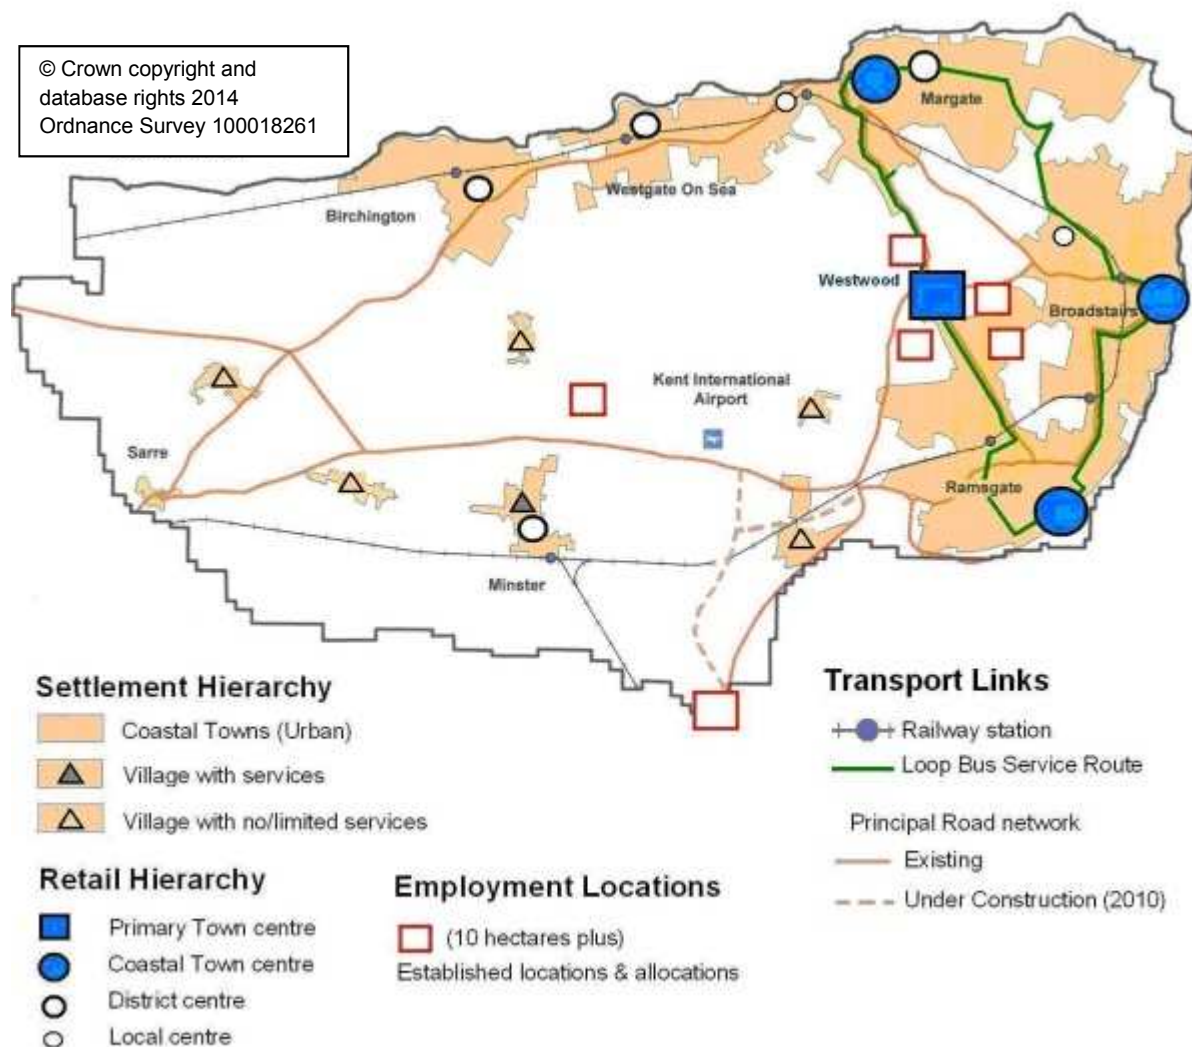 © Crown copyright and
database rights 2014
Ordnance Survey 100018261
Margate
Westgate On Sea
Birchington
Westwood
Broadstairs
Kent International
Airport
Sarre
Ramsgate
Minster
Settlement Hierarchy
Coastal Towns (Urban)
Village with services
Village with no/limited services
Retail Hierarchy
Primary Town centre
Coastal Town centre
District centre
Local centre
Employment Locations
(10 hectares plus)
Established locations & allocations
Transport Links
Railway station
Loop Bus Service Route
Principal Road network
Existing
Under Construction (2010)